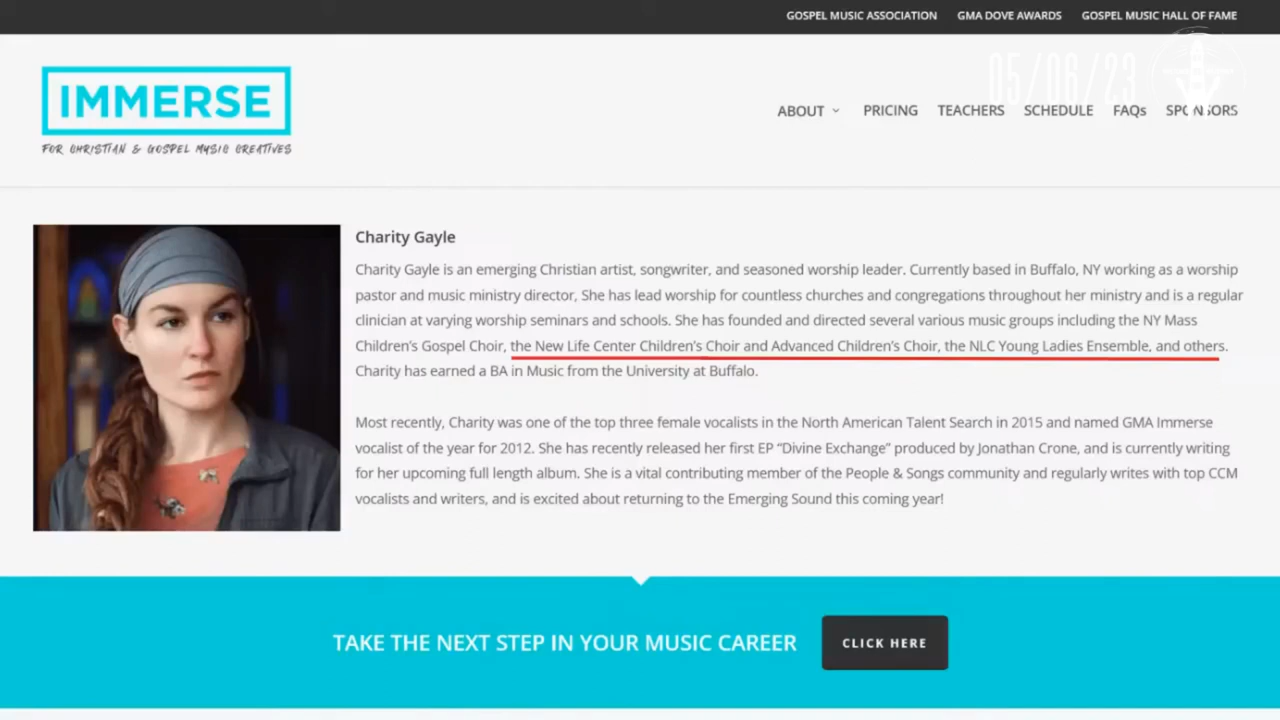 GOSPEL MUSIC ASSOCIATION GMA DOVE AWARDS GOSPEL MUSIC HALL OF FAME
05/06/23
IMMERSE
FOR CHRISTIAN & GOSPEL MUSIC CREATIVES
ABOUT PRICING TEACHERS SCHEDULE FAQs SPONSORS
Charity Gayle
Charity Gayle is an emerging Christian artist, songwriter, and seasoned worship leader. Currently based in Buffalo, NY working as a worship
pastor and music ministry director, She has lead worship for countless churches and congregations throughout her ministry and is a regular
clinician at varying worship seminars and schools. She has founded and directed several various music groups including the NY Mass
Children's Gospel Choir, the New Life Center Children's Choir and Advanced Children's Choir, the NLC Young Ladies Ensemble, and others.
Charity has earned a BA in Music from the University at Buffalo.
Most recently, Charity was one of the top three female vocalists in the North American Talent Search in 2015 and named GMA Immerse
vocalist of the year for 2012. She has recently released her first EP “Divine Exchange” produced by Jonathan Crone, and is currently writing
for her upcoming full length album. She is a vital contributing member of the People & Songs community and regularly writes with top CCM
vocalists and writers, and is excited about returning to the Emerging Sound this coming year!
TAKE THE NEXT STEP IN YOUR MUSIC CAREER
CLICK HERE